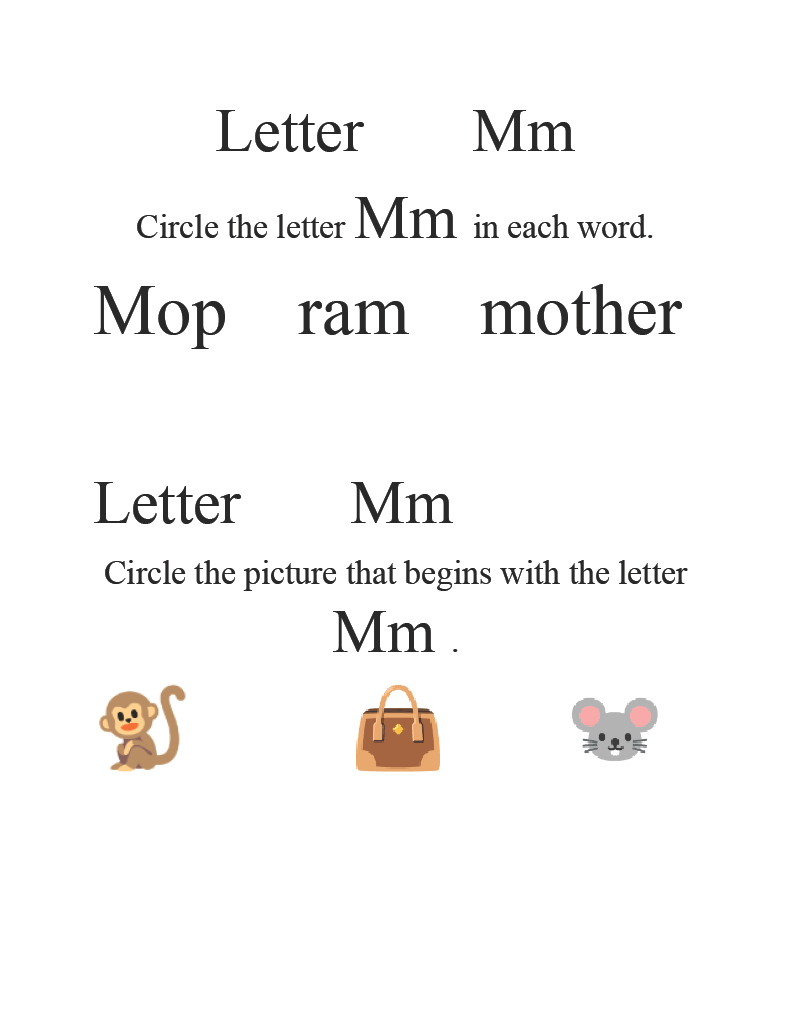 Letter Mm
Circle the letter Mm in each word.
Mop ram mother
Letter Mm
Circle the picture that begins with the letter
Mm .